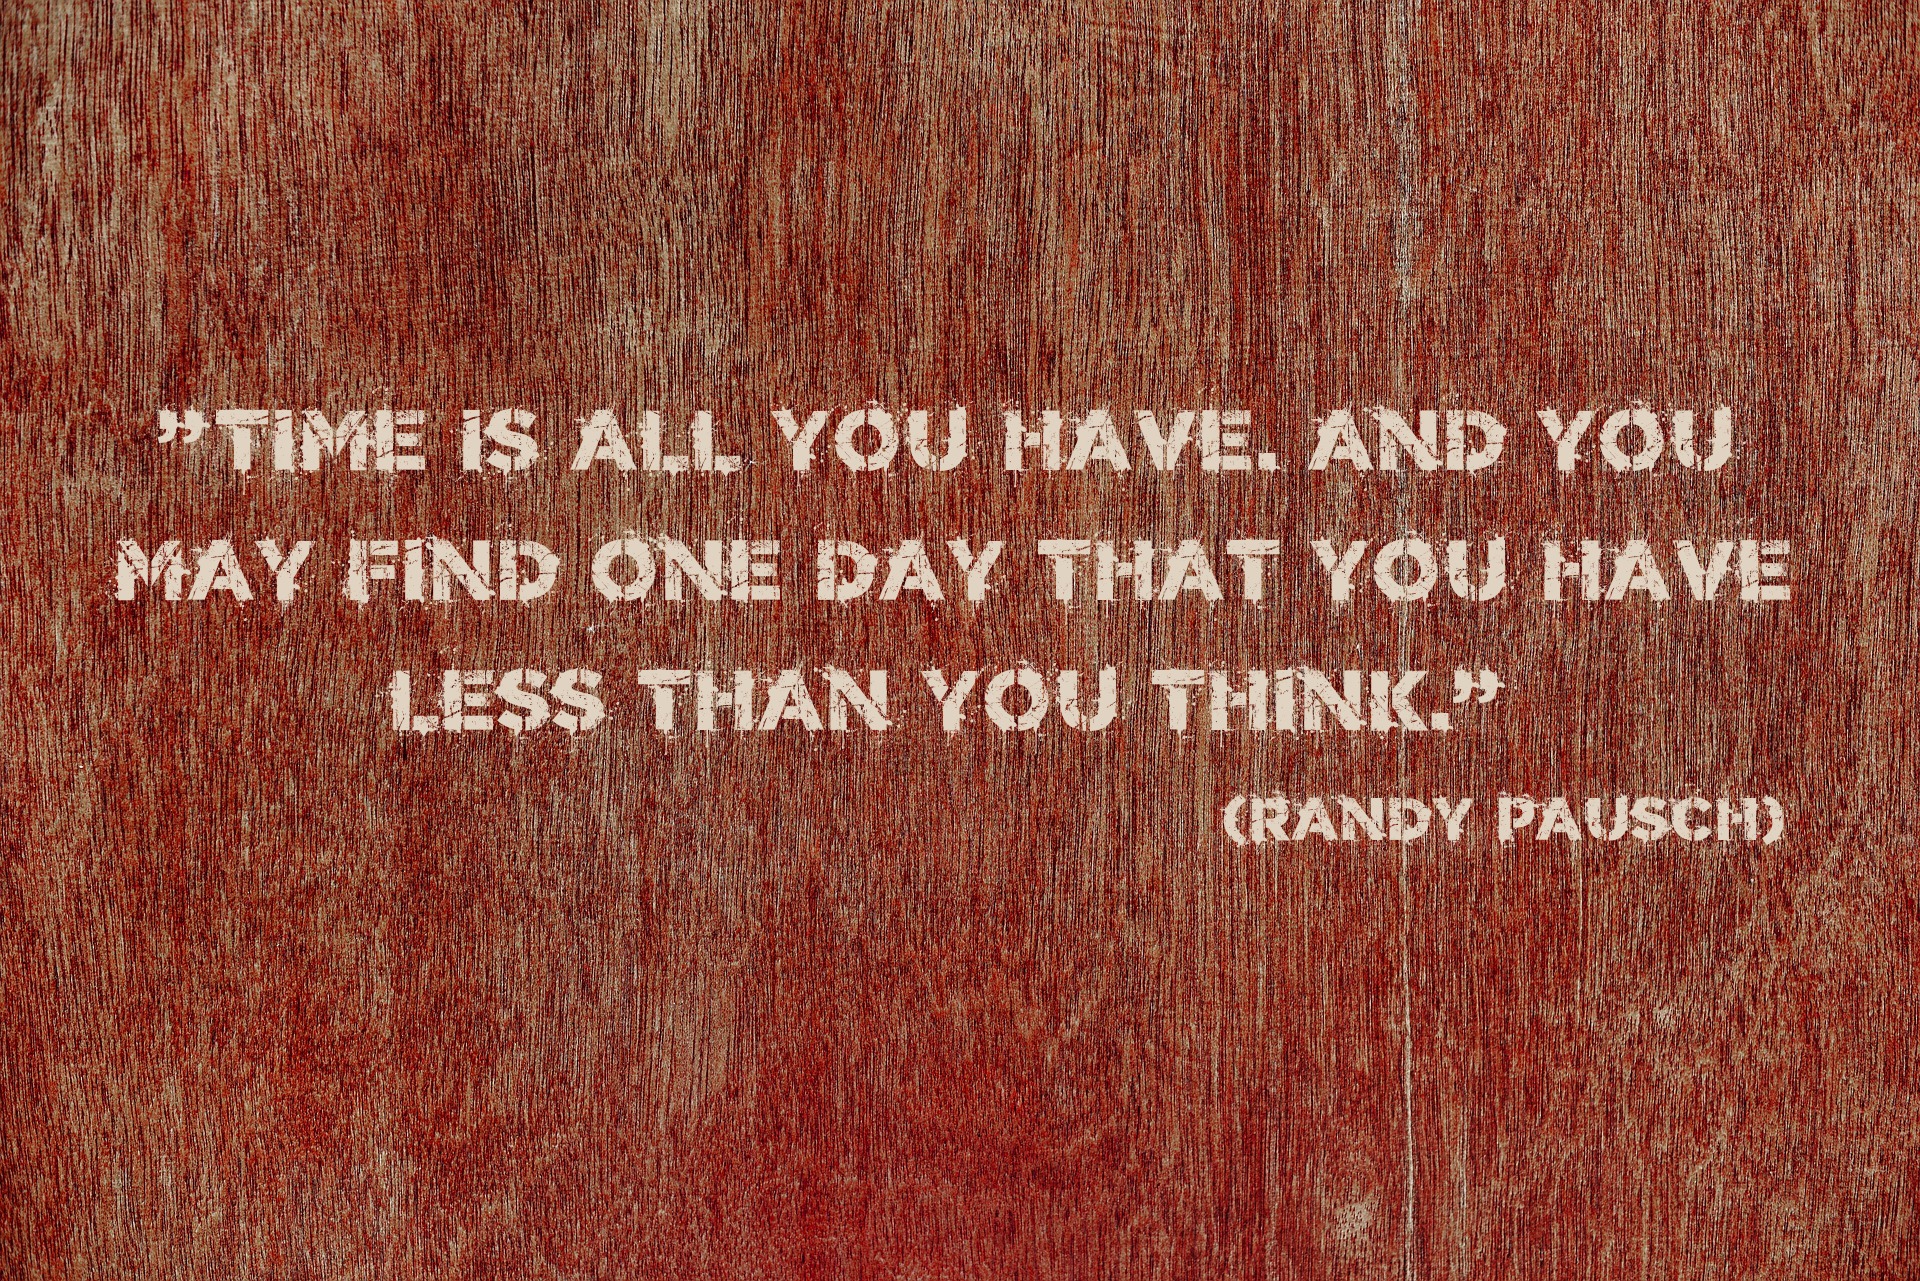 ”TIME IS ALL YOU HAVE. AND YOU
MAY FIND ONE DAY THAT YOU HAVE
LESS THAN YOU THINK.”
(RANDY PAUSCH)